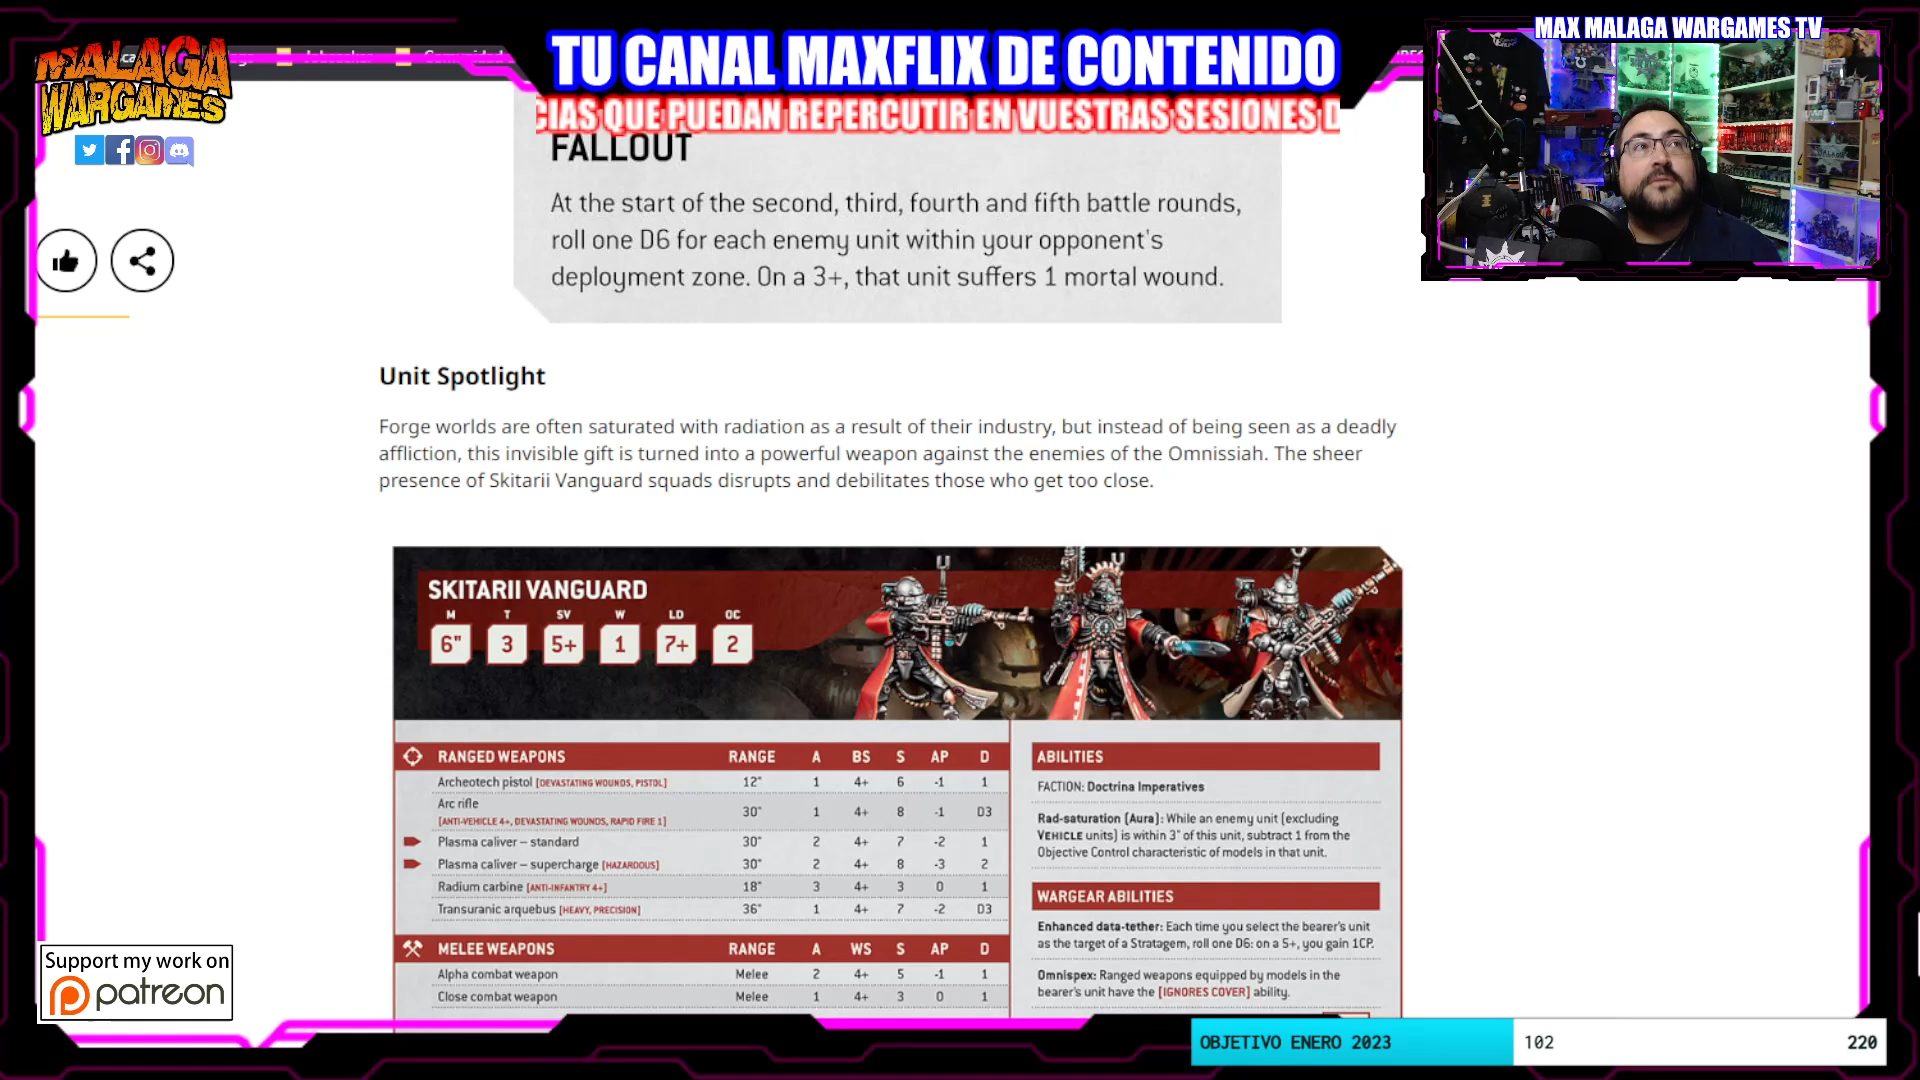 MALAGA
WARGAMES
TU CANAL MAXFLIX DE CONTENIDO
CIAS QUE PUEDAN REPERCUTIR EN VUESTRAS SESIONES D
MAX MALAGA WARGAMES TV
FALLOUT
At the start of the second, third, fourth and fifth battle rounds,
roll one D6 for each enemy unit within your opponent's
deployment zone. On a 3+, that unit suffers 1 mortal wound.
Unit Spotlight
Forge worlds are often saturated with radiation as a result of their industry, but instead of being seen as a deadly
affliction, this invisible gift is turned into a powerful weapon against the enemies of the Omnissiah. The sheer
presence of Skitarii Vanguard squads disrupts and debilitates those who get too close.
SKITARII VANGUARD
M T SV W LD OC
6" 3 5+ 1 7+ 2
RANGED WEAPONS RANGE A BS S AP D
Archeotech pistol [DEVASTATING WOUNDS, PISTOL] 12" 1 4+ 6 -1 1
Arc rifle
[ANTI-VEHICLE 4+, DEVASTATING WOUNDS, RAPID FIRE 1] 30" 1 4+ 8 -1 D3
Plasma caliver – standard 30" 2 4+ 7 -2 1
Plasma caliver – supercharge [HAZARDOUS] 30" 2 4+ 8 -3 2
Radium carbine [ANTI-INFANTRY 4+] 18" 3 4+ 3 0 1
Transuranic arquebus [HEAVY, PRECISION] 36" 1 4+ 7 -2 D3
MELEE WEAPONS RANGE A WS S AP D
Alpha combat weapon Melee 2 4+ 5 -1 1
Close combat weapon Melee 1 4+ 3 0 1
ABILITIES
FACTION: Doctrina Imperatives
Rad-saturation (Aura): While an enemy unit (excluding
VEHICLE units) is within 3" of this unit, subtract 1 from the
Objective Control characteristic of models in that unit.
WARGEAR ABILITIES
Enhanced data-tether: Each time you select the bearer's unit
as the target of a Stratagem, roll one D6: on a 5+, you gain 1CP.
Omnispex: Ranged weapons equipped by models in the
bearer's unit have the [IGNORES COVER] ability.
Support my work on
patreon
OBJETIVO ENERO 2023 102 220